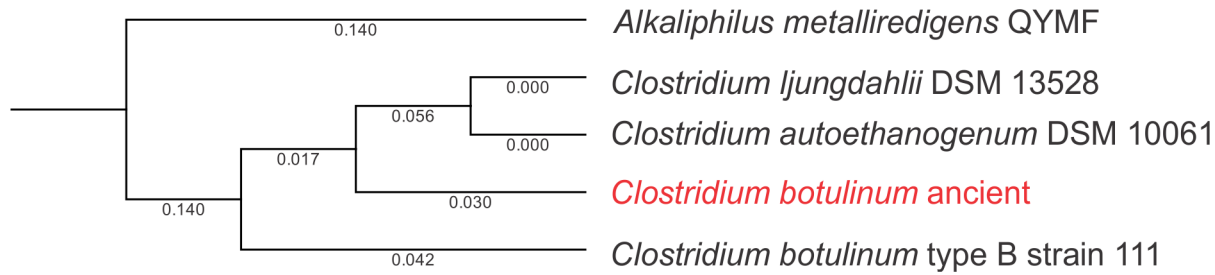 Alkaliphilus metalliredigens QYMF
0.140
Clostridium ljungdahlii DSM 13528
0.000
0.056
Clostridium autoethanogenum DSM 10061
0.000
0.017
Clostridium botulinum ancient
0.030
0.140
Clostridium botulinum type B strain 111
0.042